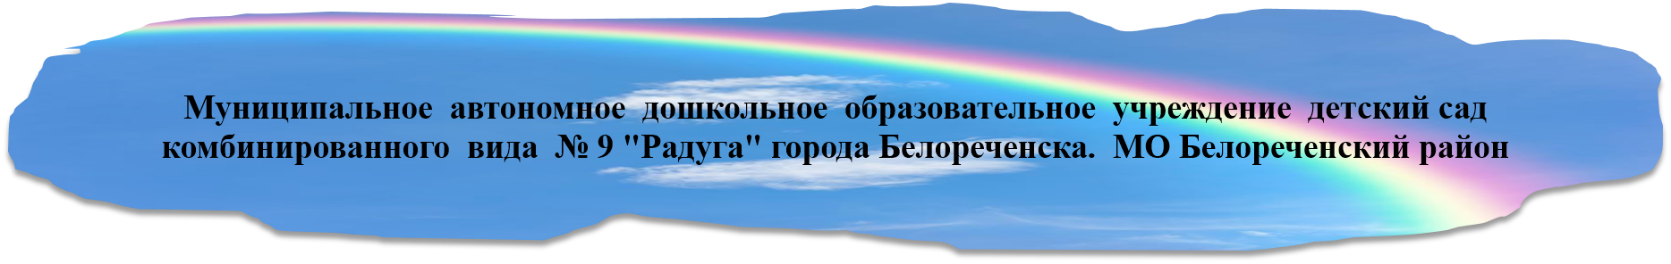 Муниципальное автономное дошкольное образовательное учреждение детский сад
комбинированного вида № 9 "Радуга" города Белореченска. МО Белореченский район